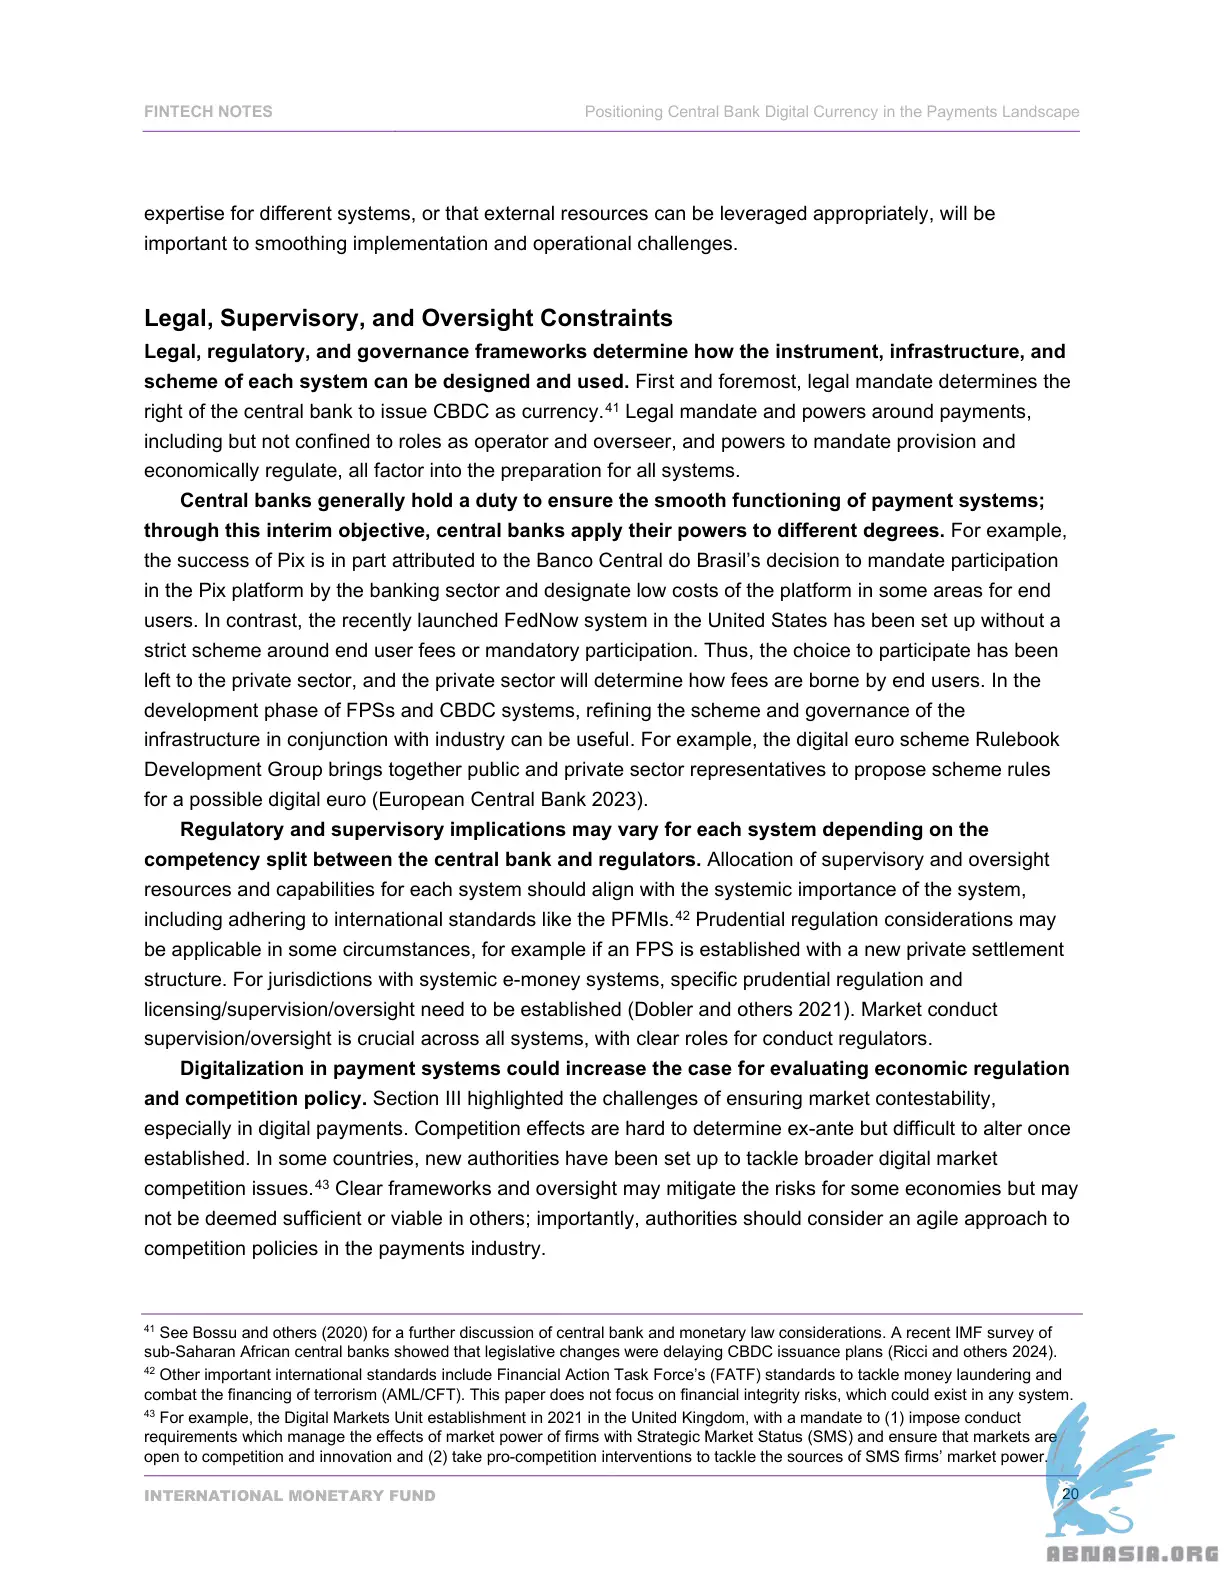 FINTECH NOTES
Positioning Central Bank Digital Currency in the Payments Landscape
expertise for different systems, or that external resources can be leveraged appropriately, will be
important to smoothing implementation and operational challenges.
Legal, Supervisory, and Oversight Constraints
Legal, regulatory, and governance frameworks determine how the instrument, infrastructure, and
scheme of each system can be designed and used. First and foremost, legal mandate determines the
right of the central bank to issue CBDC as currency.41 Legal mandate and powers around payments,
including but not confined to roles as operator and overseer, and powers to mandate provision and
economically regulate, all factor into the preparation for all systems.
Central banks generally hold a duty to ensure the smooth functioning of payment systems;
through this interim objective, central banks apply their powers to different degrees. For example,
the success of Pix is in part attributed to the Banco Central do Brasil’s decision to mandate participation
in the Pix platform by the banking sector and designate low costs of the platform in some areas for end
users. In contrast, the recently launched FedNow system in the United States has been set up without a
strict scheme around end user fees or mandatory participation. Thus, the choice to participate has been
left to the private sector, and the private sector will determine how fees are borne by end users. In the
development phase of FPSs and CBDC systems, refining the scheme and governance of the
infrastructure in conjunction with industry can be useful. For example, the digital euro scheme Rulebook
Development Group brings together public and private sector representatives to propose scheme rules
for a possible digital euro (European Central Bank 2023).
Regulatory and supervisory implications may vary for each system depending on the
competency split between the central bank and regulators. Allocation of supervisory and oversight
resources and capabilities for each system should align with the systemic importance of the system,
including adhering to international standards like the PFMIs.42 Prudential regulation considerations may
be applicable in some circumstances, for example if an FPS is established with a new private settlement
structure. For jurisdictions with systemic e-money systems, specific prudential regulation and
licensing/supervision/oversight need to be established (Dobler and others 2021). Market conduct
supervision/oversight is crucial across all systems, with clear roles for conduct regulators.
Digitalization in payment systems could increase the case for evaluating economic regulation
and competition policy. Section III highlighted the challenges of ensuring market contestability,
especially in digital payments. Competition effects are hard to determine ex-ante but difficult to alter once
established. In some countries, new authorities have been set up to tackle broader digital market
competition issues.43 Clear frameworks and oversight may mitigate the risks for some economies but may
not be deemed sufficient or viable in others; importantly, authorities should consider an agile approach to
competition policies in the payments industry.
41 See Bossu and others (2020) for a further discussion of central bank and monetary law considerations. A recent IMF survey of
sub-Saharan African central banks showed that legislative changes were delaying CBDC issuance plans (Ricci and others 2024).
42 Other important international standards include Financial Action Task Force’s (FATF) standards to tackle money laundering and
combat the financing of terrorism (AML/CFT). This paper does not focus on financial integrity risks, which could exist in any system.
43 For example, the Digital Markets Unit establishment in 2021 in the United Kingdom, with a mandate to (1) impose conduct
requirements which manage the effects of market power of firms with Strategic Market Status (SMS) and ensure that markets are
open to competition and innovation and (2) take pro-competition interventions to tackle the sources of SMS firms’ market power.
INTERNATIONAL MONETARY FUND
20
ABNASIA.ORG